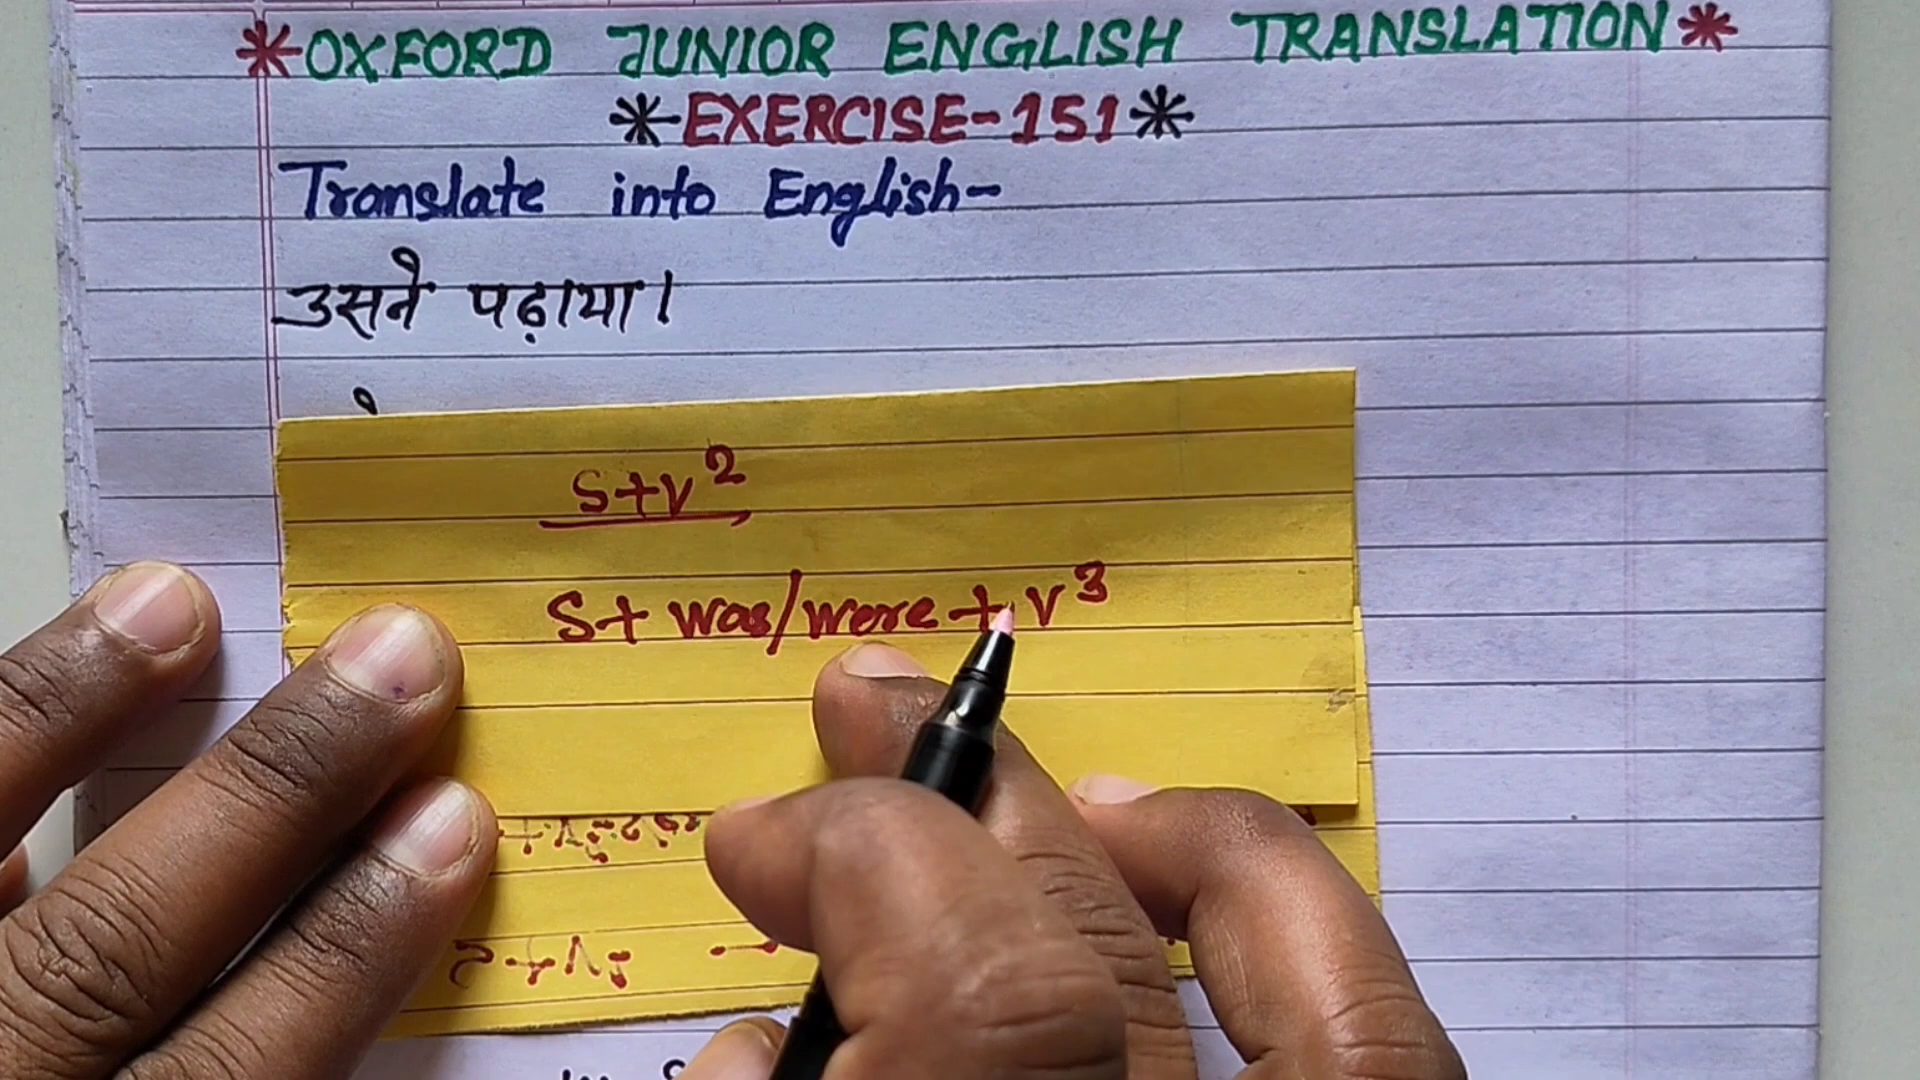 *OXFORD JUNIOR ENGLISH TRANSLATION*
*EXERCISE-151*
Translate into English-
उसने पढ़ाया।
S+V²
S+ was/were + V³